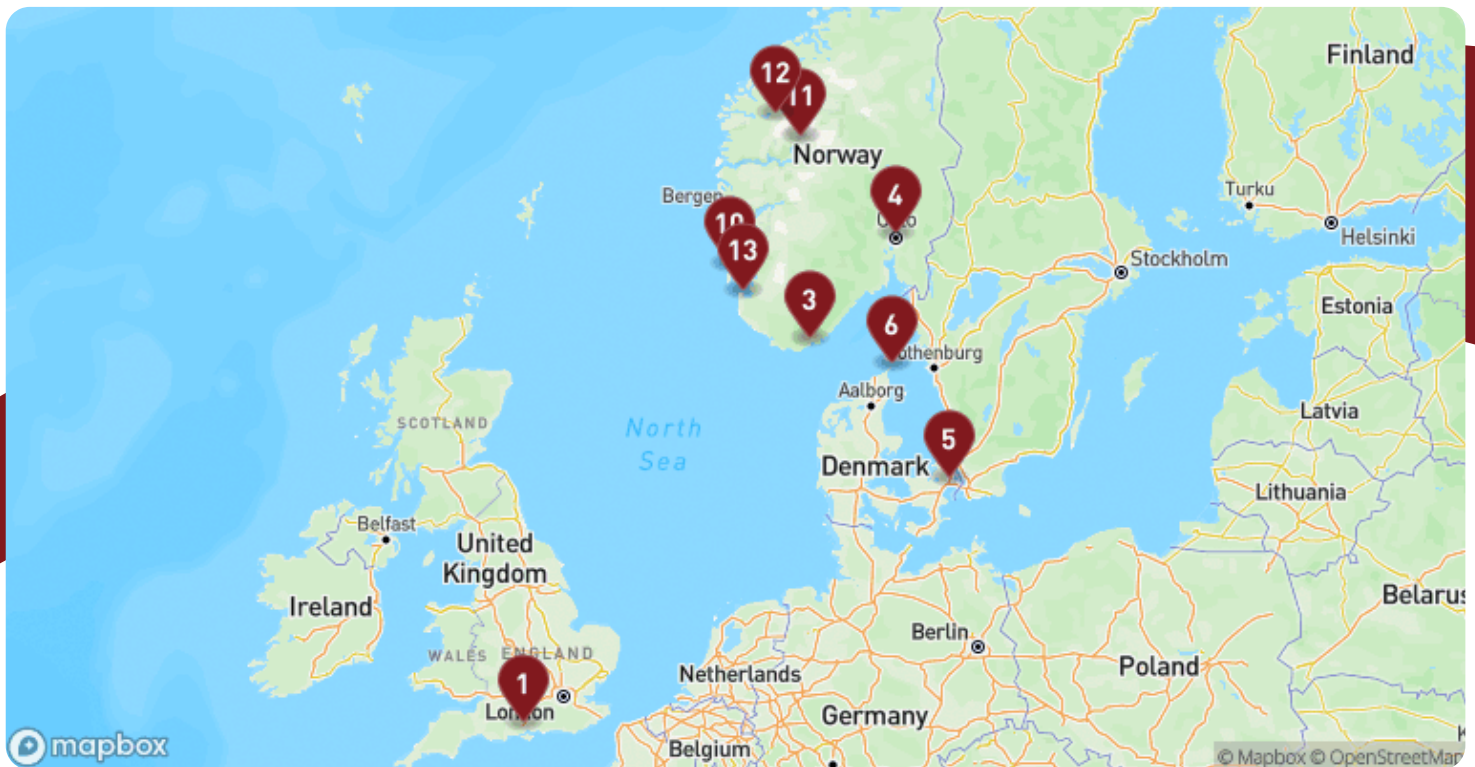 Finland
12
11
Norway
Turku
Bergen
4
Helsinki
10
13
Stockholm
3
Estonia
6
Gothenburg
Aalborg
SCOTLAND
North
Sea
5
Latvia
Denmark
Lithuania
Belfast
United
Kingdom
Ireland
Belarus
Berlin
WALES
ENGLAND
1
Netherlands
Poland
London
Germany
Belgium
mapbox
© Mapbox © OpenStreetMap